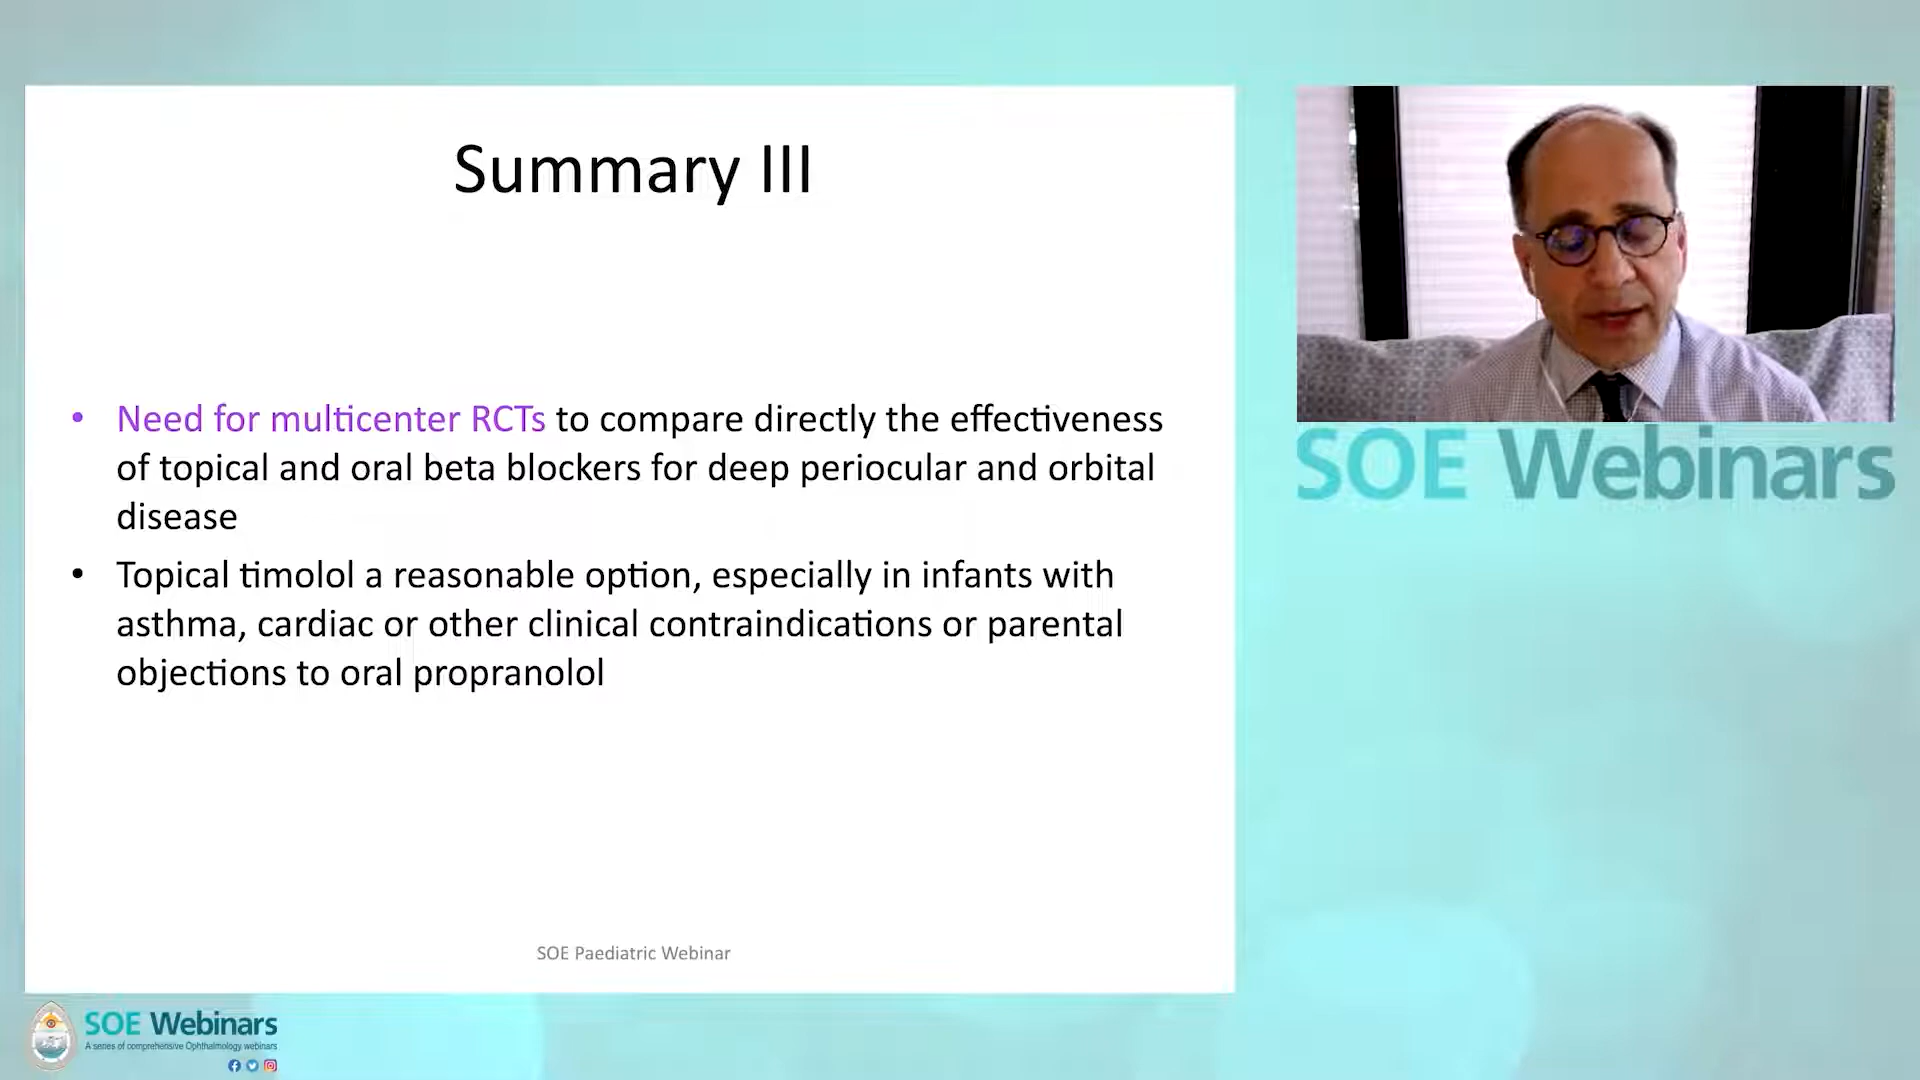 Summary III
• Need for multicenter RCTs to compare directly the effectiveness
of topical and oral beta blockers for deep periocular and orbital
disease
• Topical timolol a reasonable option, especially in infants with
asthma, cardiac or other clinical contraindications or parental
objections to oral propranolol
SOE Paediatric Webinar
SOE Webinars
SOE Webinars
A series of comprehensive Ophthalmology webinars